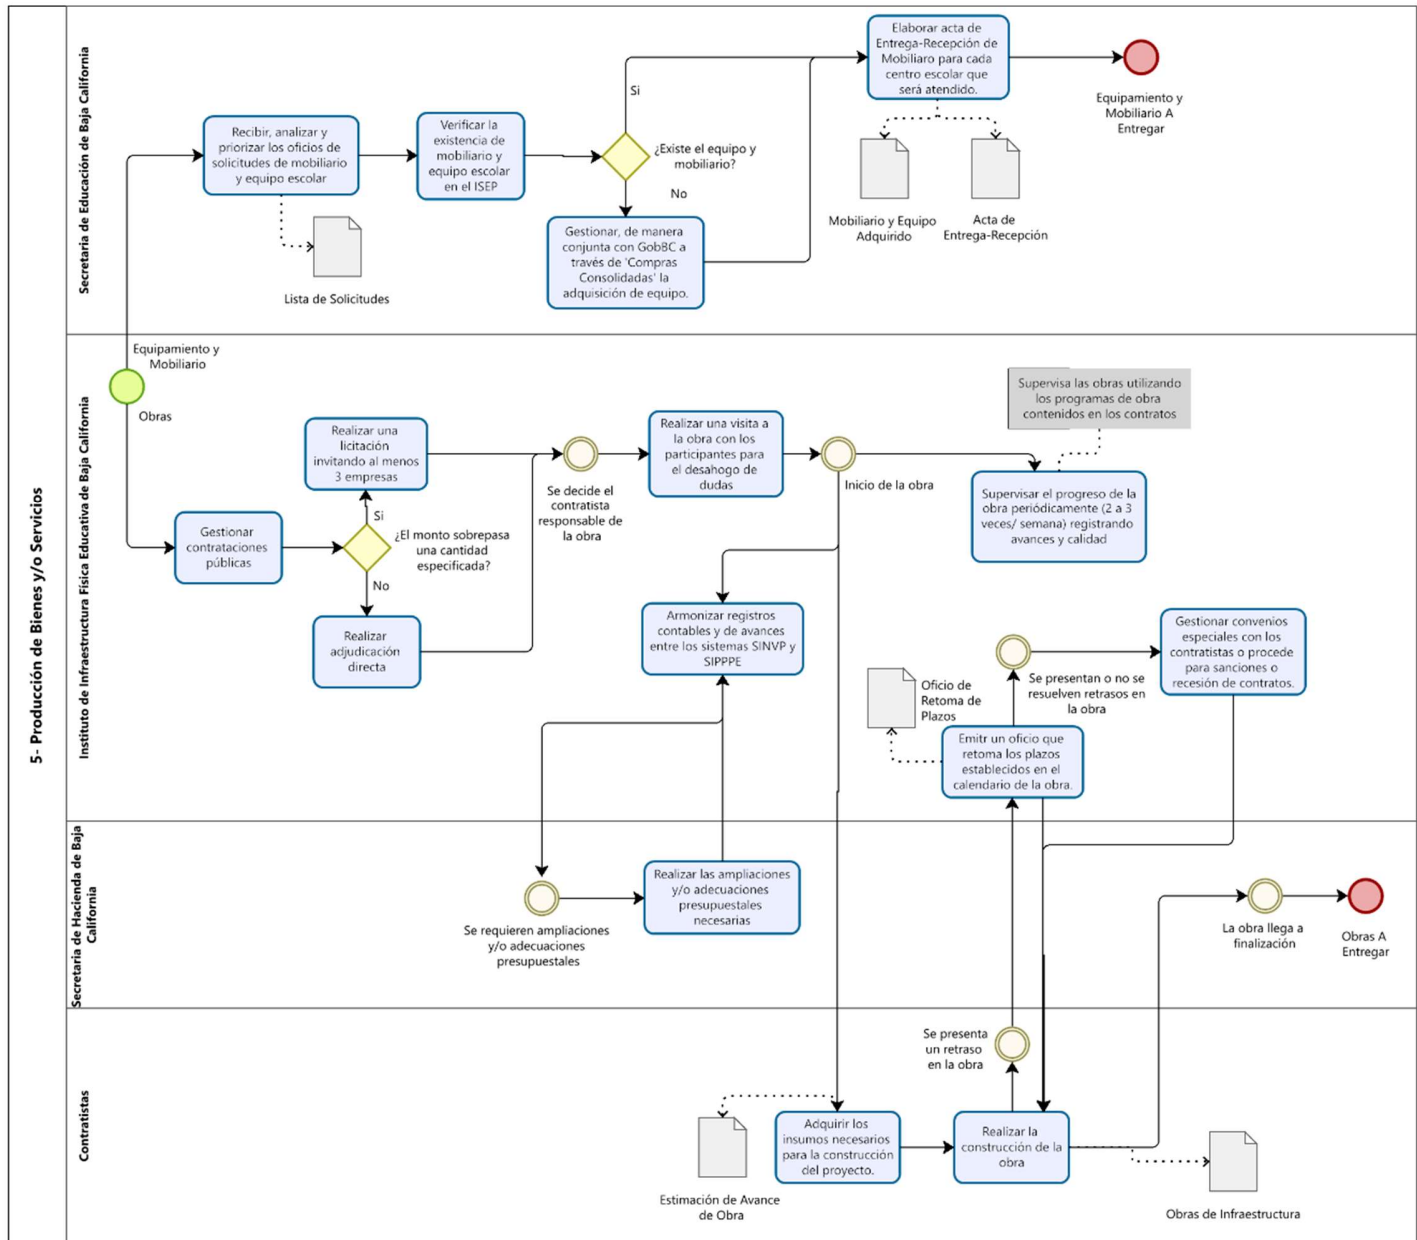 5- Producción de Bienes y/o Servicios
Secretaria de Educación de Baja California
Recibir, analizar y
priorizar los oficios de
solicitudes de mobiliario
y equipo escolar
Lista de Solicitudes
Verificar la
existencia de
mobiliario y
equipo escolar
en el ISEP
¿Existe el equipo y
mobiliario?
Si
No
Gestionar, de manera
conjunta con GobBC a
través de 'Compras
Consolidadas' la
adquisición de equipo.
Elaborar acta de
Entrega-Recepción de
Mobiliaro para cada
centro escolar que
será atendido.
Mobiliario y Equipo
Adquirido
Acta de
Entrega-Recepción
Equipamiento y
Mobiliario A
Entregar
Instituto de Infraestructura Física Educativa de Baja California
Equipamiento y
Mobiliario
Obras
Gestionar
contrataciones
públicas
¿El monto sobrepasa
una cantidad
especificada?
Si
No
Realizar una
licitación
invitando al menos
3 empresas
Realizar
adjudicación
directa
Se decide el
contratista
responsable de
la obra
Realizar una visita a
la obra con los
participantes para
el desahogo de
dudas
Inicio de la obra
Supervisa las obras utilizando
los programas de obra
contenidos en los contratos
Supervisar el progreso de la
obra periódicamente (2 a 3
veces/ semana) registrando
avances y calidad
Armonizar registros
contables y de avances
entre los sistemas SINVP y
SIPPPE
Oficio de
Retoma de
Plazos
Emitr un oficio que
retoma los plazos
establecidos en el
calendario de la obra.
Se presentan o no se
resuelven retrasos en
la obra
Gestionar convenios
especiales con los
contratistas o procede
para sanciones o
recesión de contratos.
Secretaria de Hacienda de Baja
California
Se requieren ampliaciones
y/o adecuaciones
presupuestales
Realizar las ampliaciones
y/o adecuaciones
presupuestales
necesarias
La obra llega a
finalización
Obras A
Entregar
Contratistas
Se presenta
un retraso
en la obra
Estimación de Avance
de Obra
Adquirir los
insumos necesarios
para la construcción
del proyecto.
Realizar la
construcción de la
obra
Obras de Infraestructura